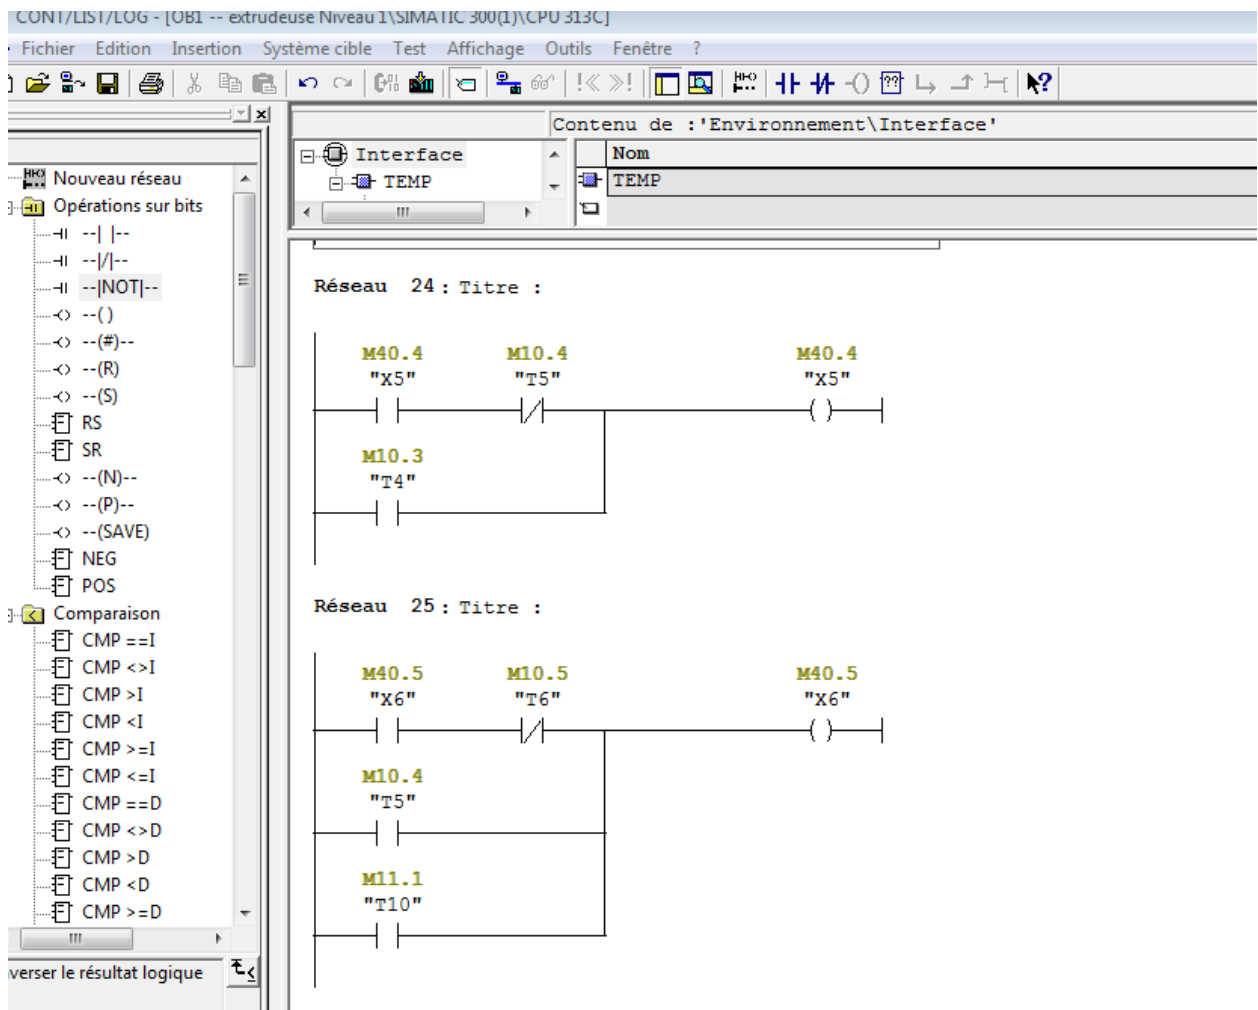 CONT/LIST/LOG - [OB1 -- extrudeuse Niveau 1\SIMATIC 300(1)\CPU 313C]
Fichier Edition Insertion Système cible Test Affichage Outils Fenêtre ?
Contenu de :'Environnement\Interface'
Interface
TEMP
Nom
TEMP
Nouveau réseau
Opérations sur bits
--| |--
--|/|--
--|NOT|--
--( )
--(#)--
--(R)
--(S)
RS
SR
--(N)--
--(P)--
--(SAVE)
NEG
POS
Comparaison
CMP ==I
CMP <>I
CMP >I
CMP <I
CMP >=I
CMP <=I
CMP ==D
CMP <>D
CMP >D
CMP <D
CMP >=D
verser le résultat logique
Réseau 24 : Titre :
M40.4 M10.4 M40.4
"X5" "T5" "X5"
M10.3
"T4"
Réseau 25 : Titre :
M40.5 M10.5 M40.5
"X6" "T6" "X6"
M10.4
"T5"
M11.1
"T10"